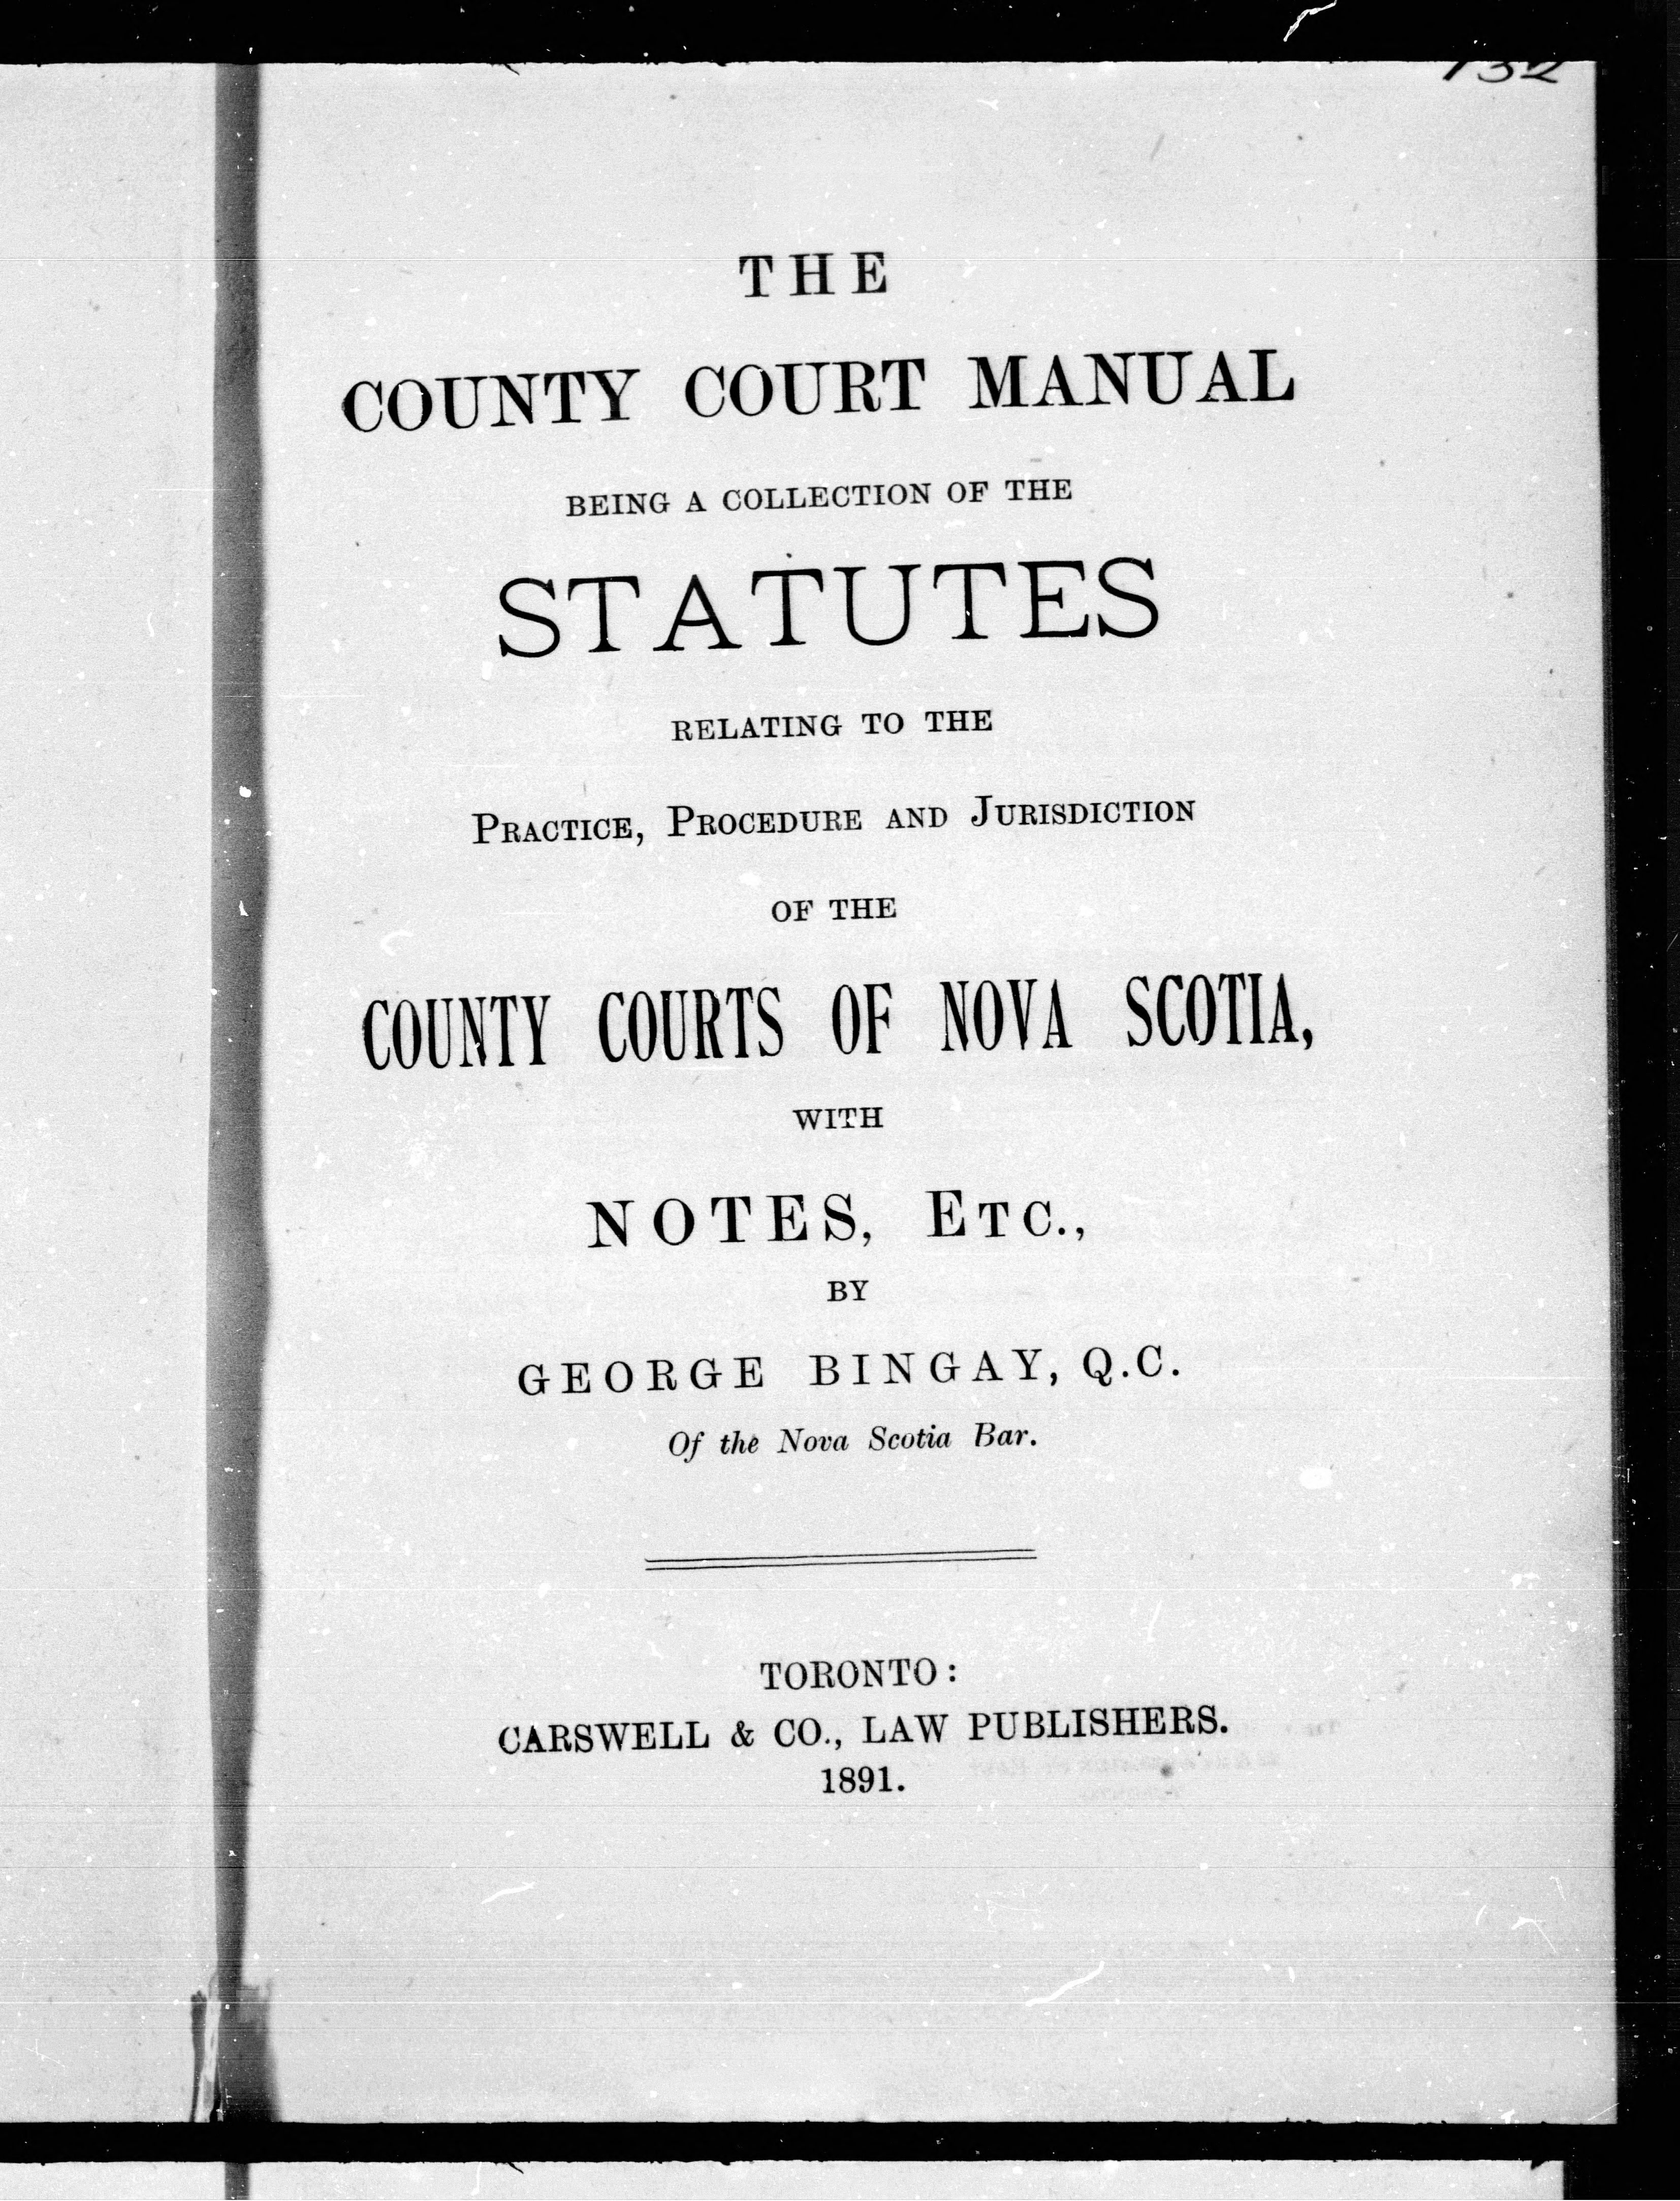 THE
COUNTY COURT MANUAL
BEING A COLLECTION OF THE
STATUTES
RELATING TO THE
PRACTICE, PROCEDURE AND JURISDICTION
OF THE
COUNTY COURTS OF NOVA SCOTIA,
WITH
NOTES, ETC.,
BY
GEORGE BINGAY, Q.C.
Of the Nova Scotia Bar.
TORONTO:
CARSWELL & CO., LAW PUBLISHERS.
1891.